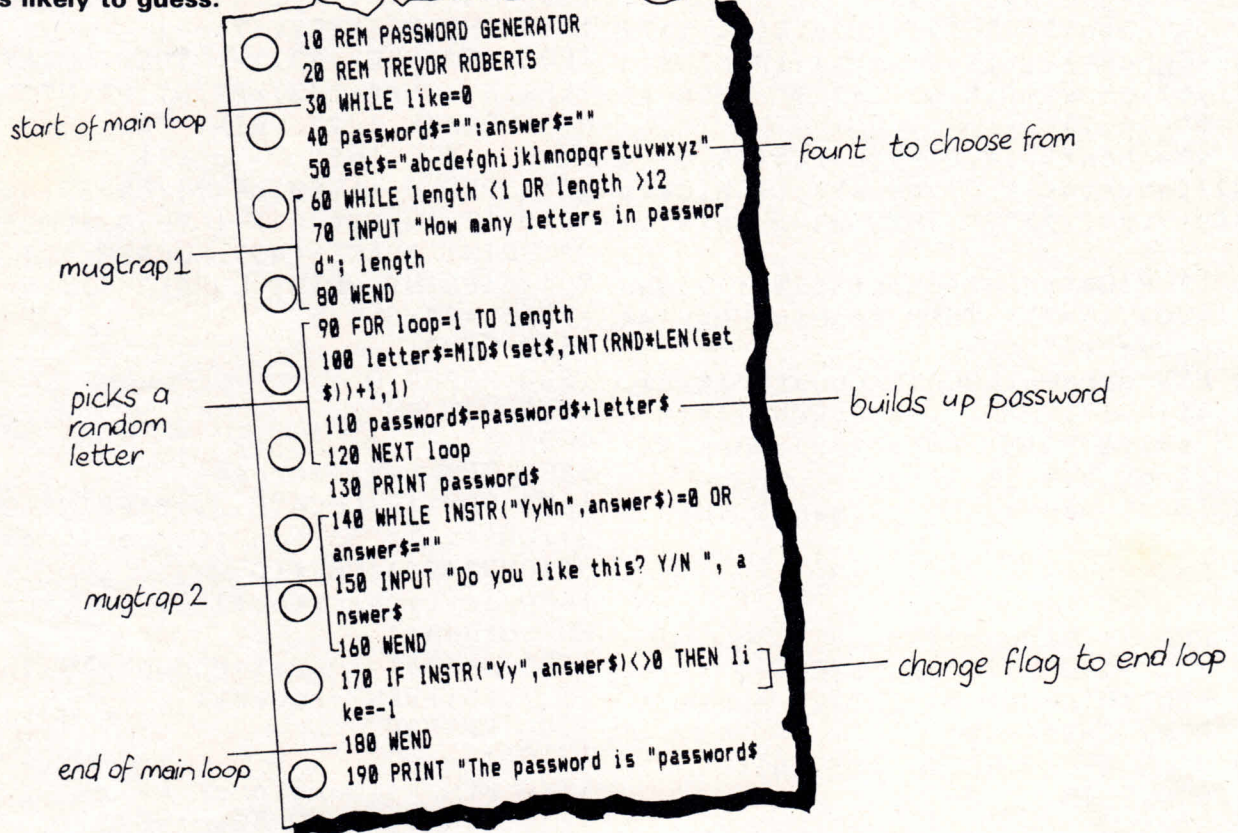 s likely to guess.
10 REM PASSWORD GENERATOR
20 REM TREVOR ROBERTS
start of main loop
30 WHILE like=0
40 password$="":answer$=""
50 set$="abcdefghijklmnopqrstuvwxyz"
fount to choose from
60 WHILE length <1 OR length >12
70 INPUT "How many letters in passwor
d"; length
mugtrap 1
80 WEND
90 FOR loop=1 TO length
100 letter$=MID$(set$,INT(RND*LEN(set
$))+1,1)
picks a
random
letter
110 password$=password$+letter$
builds up password
120 NEXT loop
130 PRINT password$
140 WHILE INSTR("YyNn",answer$)=0 OR
answer$=""
mugtrap 2
150 INPUT "Do you like this? Y/N ", a
nswer$
160 WEND
170 IF INSTR("Yy",answer$)<>0 THEN li
ke=-1
change flag to end loop
180 WEND
end of main loop
190 PRINT "The password is "password$